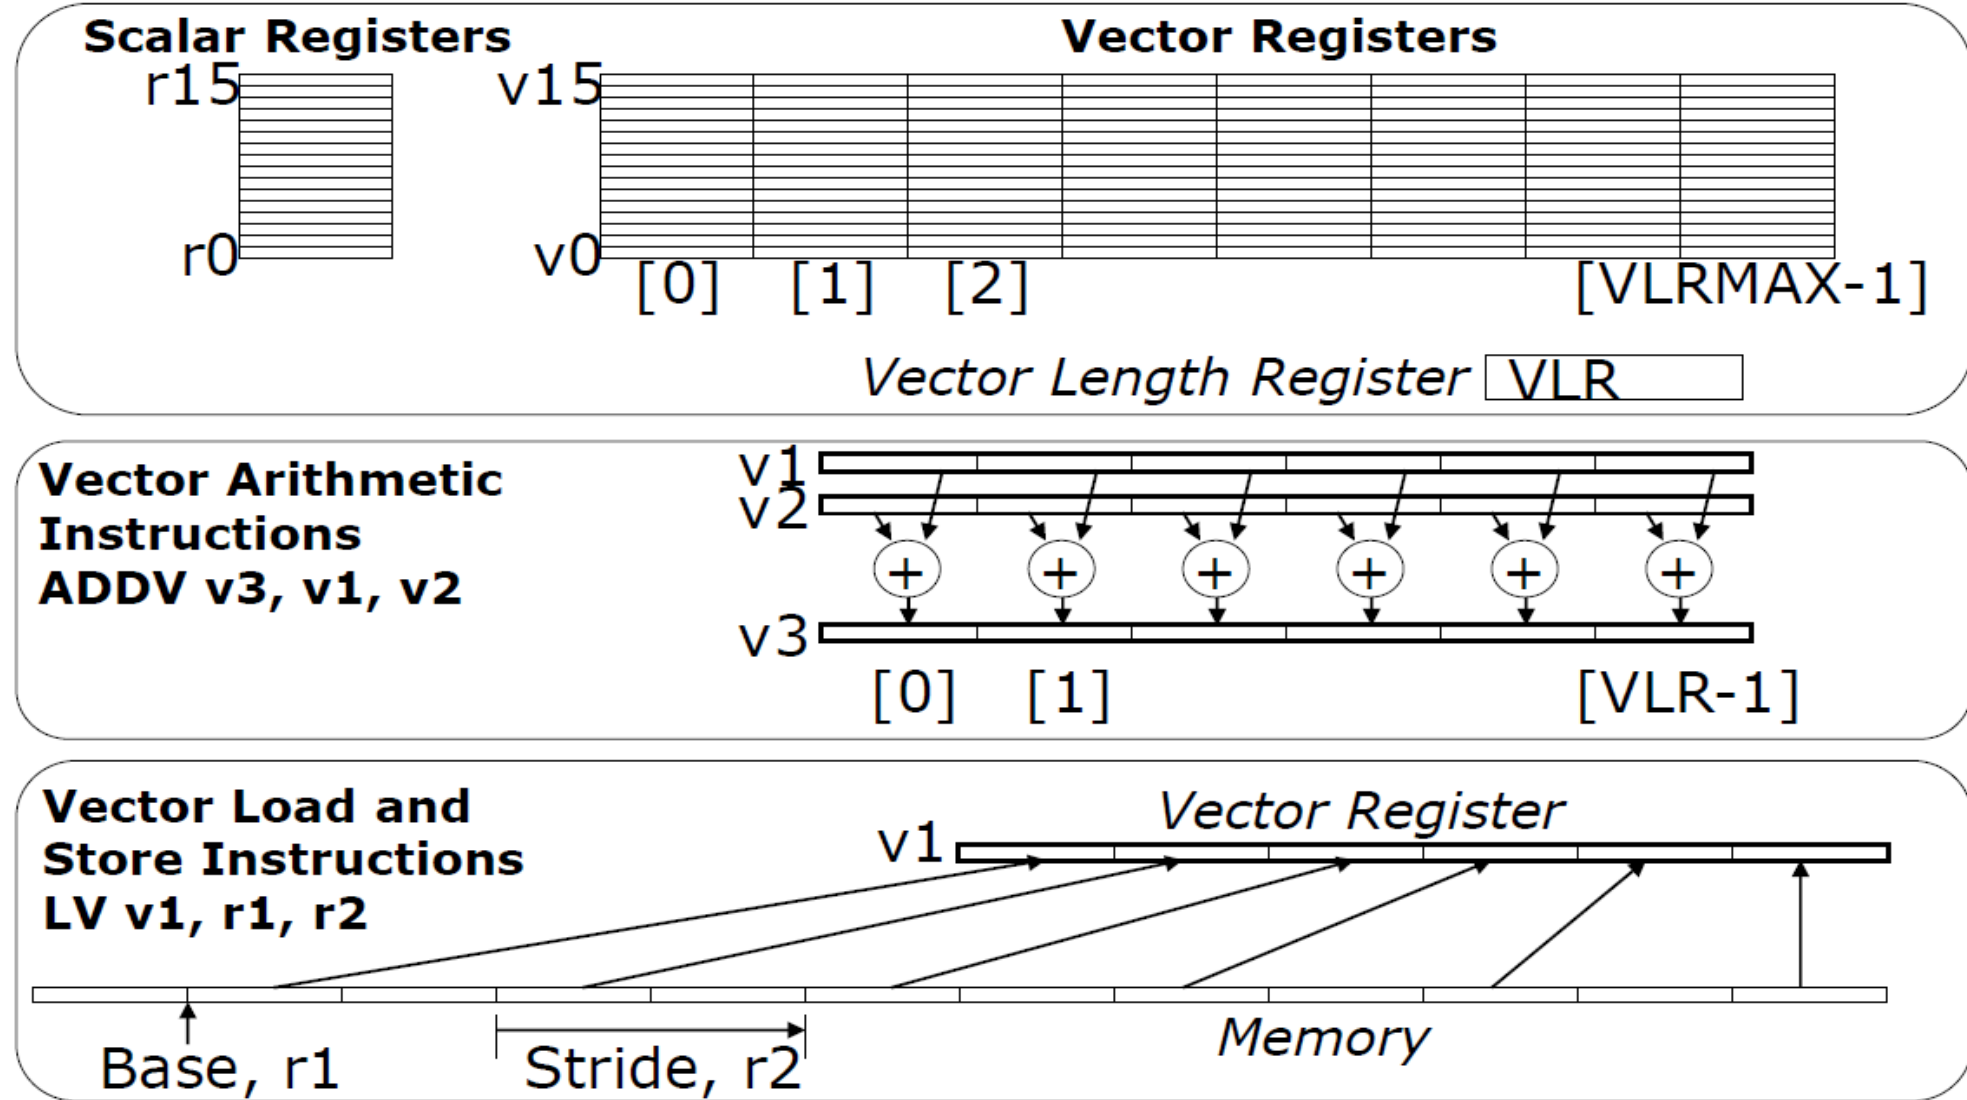 Scalar Registers
Vector Registers
r15
v15
r0
v0
[0]
[1]
[2]
[VLRMAX-1]
Vector Length Register
VLR
Vector Arithmetic
Instructions
ADDV v3, v1, v2
v1
v2
+ + + + + +
v3
[0]
[1]
[VLR-1]
Vector Load and
Store Instructions
LV v1, r1, r2
Vector Register
v1
Base, r1
Stride, r2
Memory